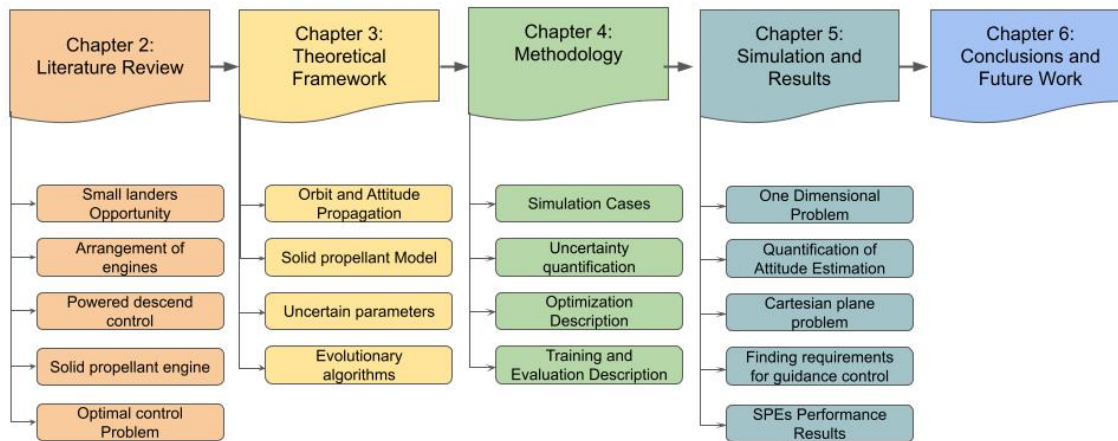 Chapter 2:
Literature Review
Chapter 3:
Theoretical
Framework
Chapter 4:
Methodology
Chapter 5:
Simulation and
Results
Chapter 6:
Conclusions and
Future Work
Small landers
Opportunity
Arrangement of
engines
Powered descend
control
Solid propellant engine
Optimal control
Problem
Orbit and Attitude
Propagation
Solid propellant Model
Uncertain parameters
Evolutionary
algorithms
Simulation Cases
Uncertainty
quantification
Optimization
Description
Training and
Evaluation Description
One Dimensional
Problem
Quantification of
Attitude Estimation
Cartesian plane
problem
Finding requirements
for guidance control
SPEs Performance
Results